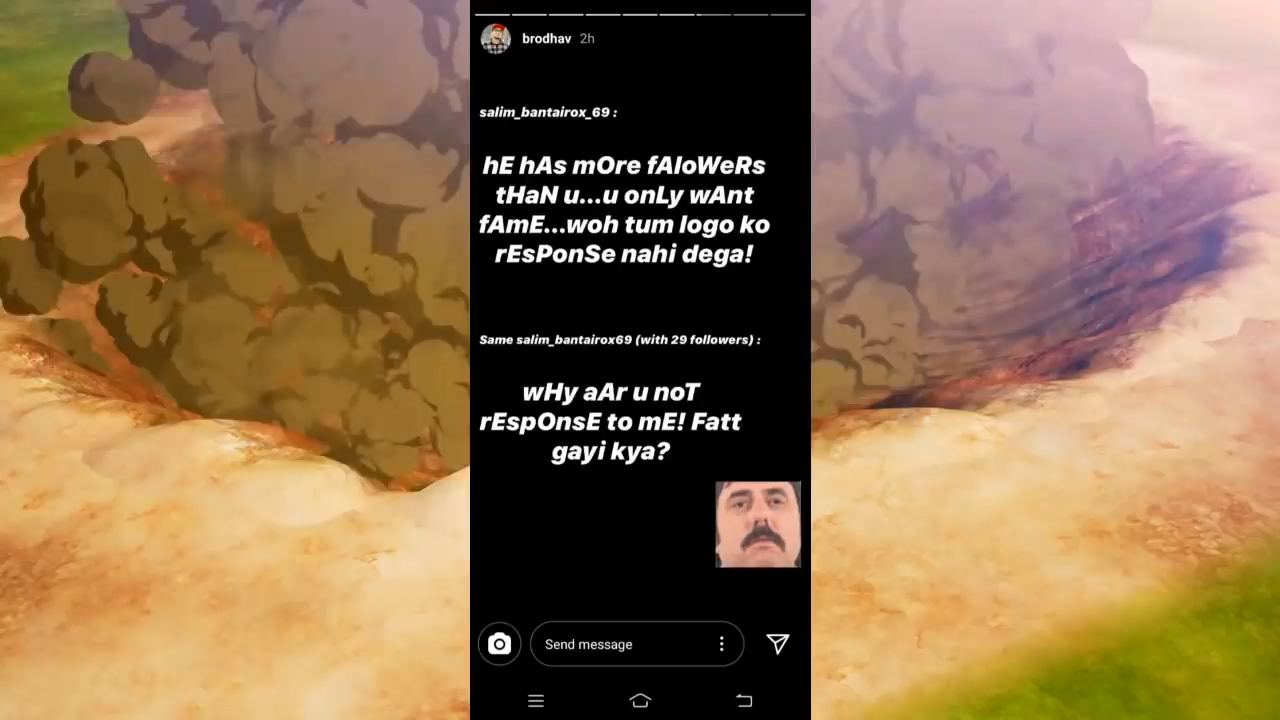 brodhav 2h
salim_bantairox_69 :
hE hAs mOre fAloWeRs
tHaN u...u onLy wAnt
fAmE...woh tum logo ko
rEsPonSe nahi dega!
Same salim_bantairox69 (with 29 followers) :
wHy aAr u noT
rEspOnsE to mE! Fatt
gayi kya?
Send message